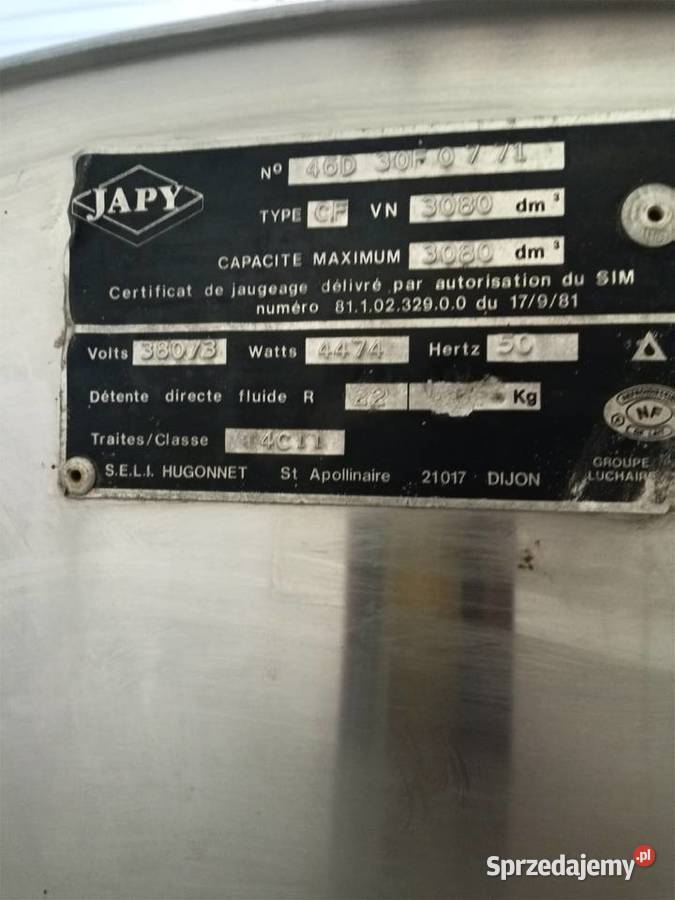 JAPY
Nº 46D 30F 0 7 71
TYPE CF VN 3080 dm³
CAPACITE MAXIMUM 3080 dm³
Certificat de jaugeage délivré par autorisation du SIM
numéro 81.1.02.329.0.0 du 17/9/81
Volts 380/3 Watts 4474 Hertz 50
Détente directe fluide R 22 Kg
Traites/Classe 4C11
NF
S.E.L.I. HUGONNET St Apollinaire 21017 DIJON
GROUPE
LUCHAIRE
Sprzedajemy.pl